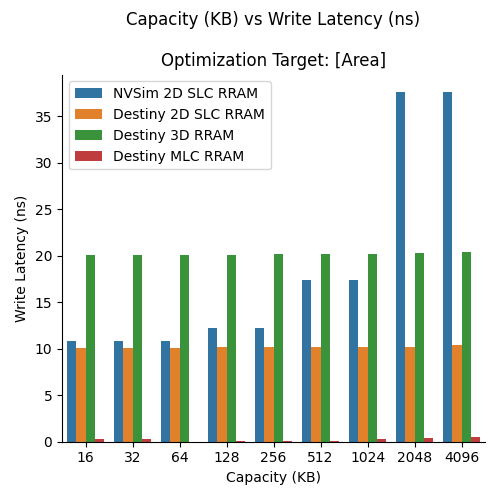 Capacity (KB) vs Write Latency (ns)
Optimization Target: [Area]
NVSim 2D SLC RRAM
Destiny 2D SLC RRAM
Destiny 3D RRAM
Destiny MLC RRAM
Write Latency (ns)
35
30
25
20
15
10
5
0
16 32 64 128 256 512 1024 2048 4096
Capacity (KB)